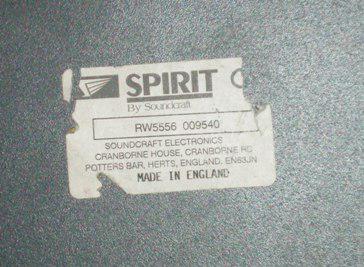 SPIRIT
By Soundcraft
RW5556 009540
SOUNDCRAFT ELECTRONICS
CRANBORNE HOUSE, CRANBORNE RD
POTTERS BAR, HERTS, ENGLAND, EN63JN
MADE IN ENGLAND